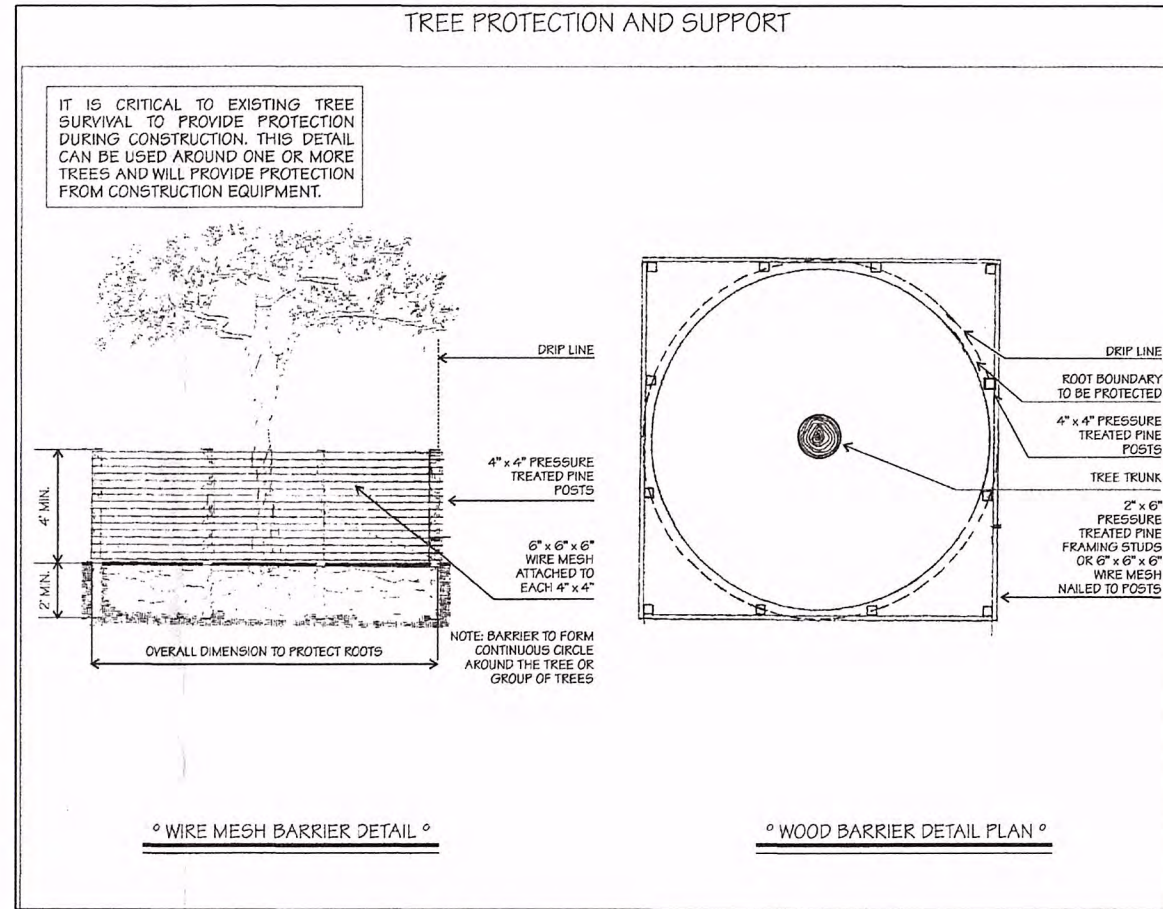 TREE PROTECTION AND SUPPORT
IT IS CRITICAL TO EXISTING TREE
SURVIVAL TO PROVIDE PROTECTION
DURING CONSTRUCTION. THIS DETAIL
CAN BE USED AROUND ONE OR MORE
TREES AND WILL PROVIDE PROTECTION
FROM CONSTRUCTION EQUIPMENT.
DRIP LINE
4" x 4" PRESSURE
TREATED PINE
POSTS
6" x 6" x 6"
WIRE MESH
ATTACHED TO
EACH 4" x 4"
4' MIN.
2' MIN.
OVERALL DIMENSION TO PROTECT ROOTS
NOTE: BARRIER TO FORM
CONTINUOUS CIRCLE
AROUND THE TREE OR
GROUP OF TREES
° WIRE MESH BARRIER DETAIL °
DRIP LINE
ROOT BOUNDARY
TO BE PROTECTED
4" x 4" PRESSURE
TREATED PINE
POSTS
TREE TRUNK
2" x 6"
PRESSURE
TREATED PINE
FRAMING STUDS
OR 6" x 6" x 6"
WIRE MESH
NAILED TO POSTS
° WOOD BARRIER DETAIL PLAN °